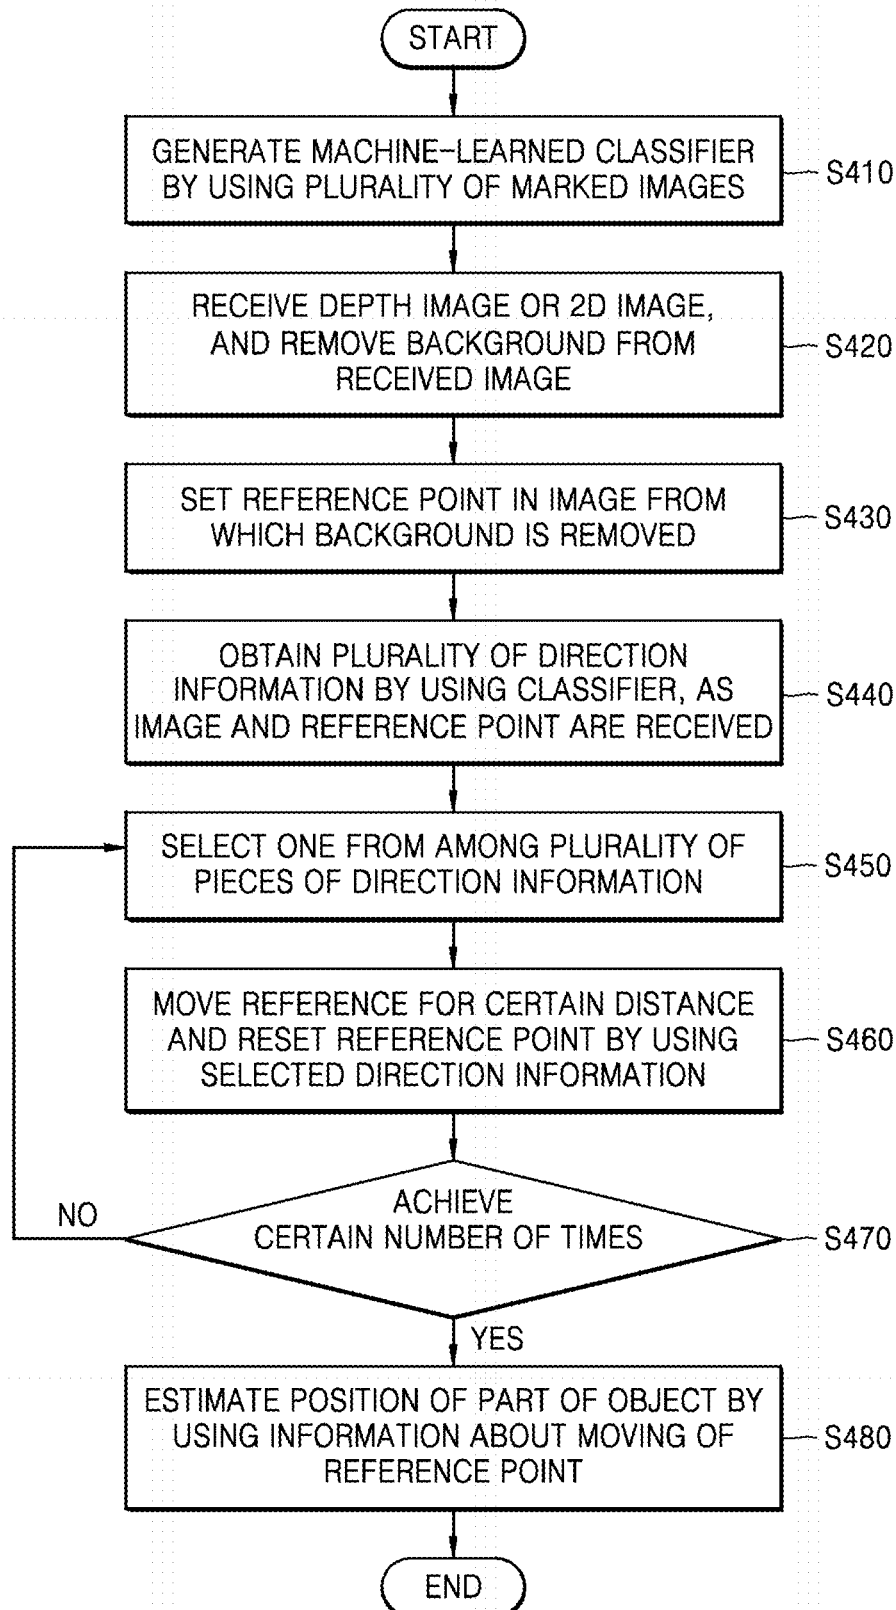 START
GENERATE MACHINE-LEARNED CLASSIFIER
BY USING PLURALITY OF MARKED IMAGES
S410
RECEIVE DEPTH IMAGE OR 2D IMAGE,
AND REMOVE BACKGROUND FROM
RECEIVED IMAGE
S420
SET REFERENCE POINT IN IMAGE FROM
WHICH BACKGROUND IS REMOVED
S430
OBTAIN PLURALITY OF DIRECTION
INFORMATION BY USING CLASSIFIER, AS
IMAGE AND REFERENCE POINT ARE RECEIVED
S440
SELECT ONE FROM AMONG PLURALITY OF
PIECES OF DIRECTION INFORMATION
S450
MOVE REFERENCE FOR CERTAIN DISTANCE
AND RESET REFERENCE POINT BY USING
SELECTED DIRECTION INFORMATION
S460
ACHIEVE
CERTAIN NUMBER OF TIMES
S470
NO
YES
ESTIMATE POSITION OF PART OF OBJECT BY
USING INFORMATION ABOUT MOVING OF
REFERENCE POINT
S480
END